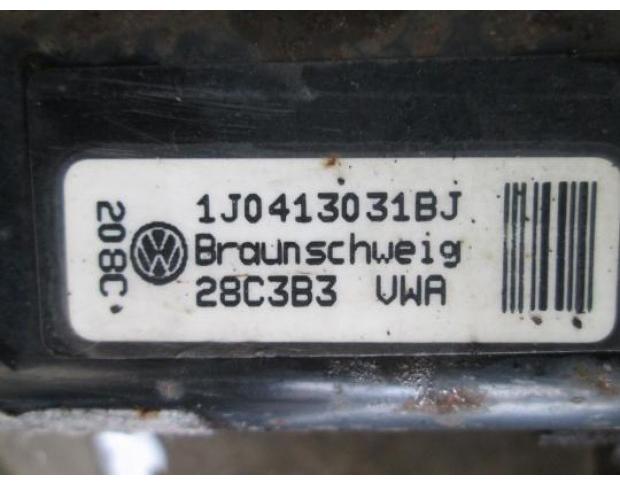 1J0413031BJ
Braunschweig
28C3B3 VWA
208C